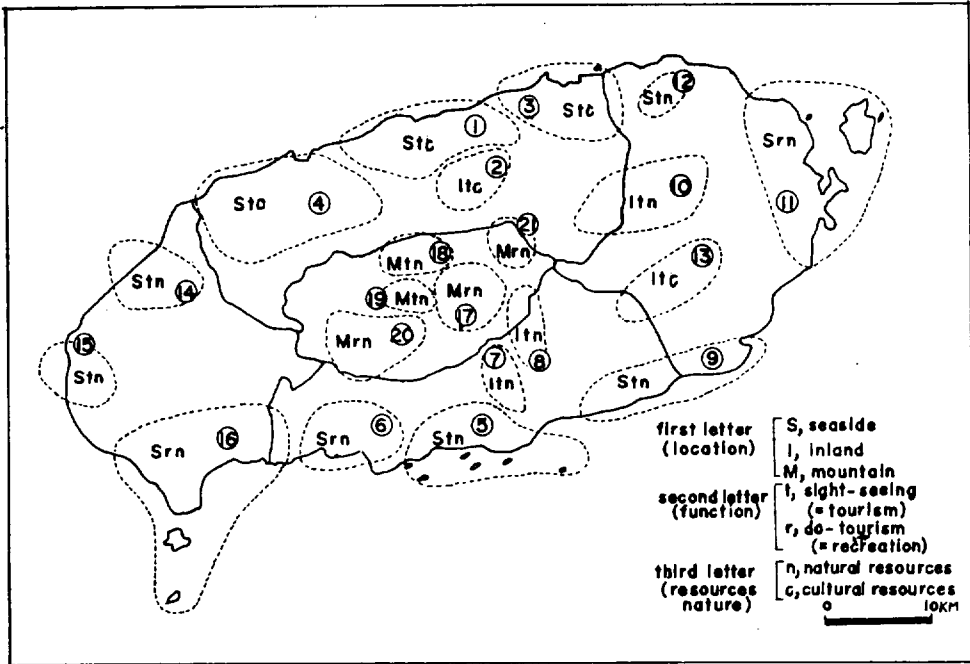 12
Stn
3
Stc
1
Stc
Srn
2
Itc
10
Itn
11
4
Stc
21
Mrn
18
Mtn
13
Itc
14
Stn
19
Mtn
Mrn
17
20
Mrn
Itn
8
15
Stn
7
Itn
9
Stn
16
Srn
6
Srn
5
Stn
first letter
(location)
S, seaside
I, inland
M, mountain
second letter
(function)
t, sight-seeing
(= tourism)
r, do-tourism
(= recreation)
third letter
(resources
nature)
n, natural resources
c, cultural resources
0 10KM